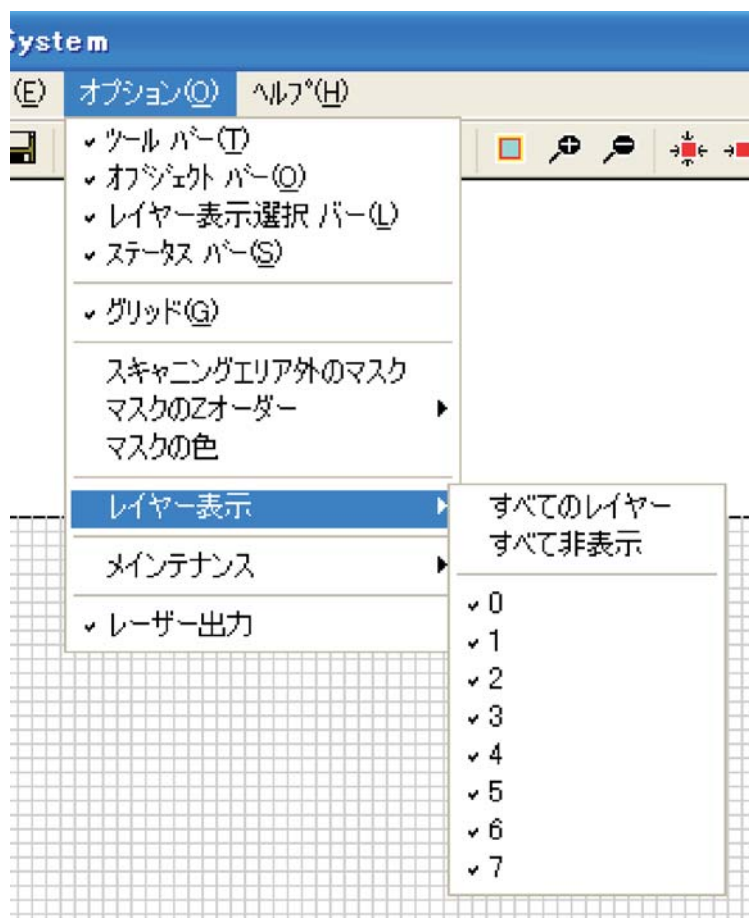 System
(E) オプション(O) ヘルプ(H)
ツール バー(T)
オブジェクト バー(O)
レイヤー表示選択 バー(L)
ステータス バー(S)
グリッド(G)
スキャニングエリア外のマスク
マスクのZオーダー
マスクの色
レイヤー表示
メインテナンス
レーザー出力
すべてのレイヤー
すべて非表示
0
1
2
3
4
5
6
7